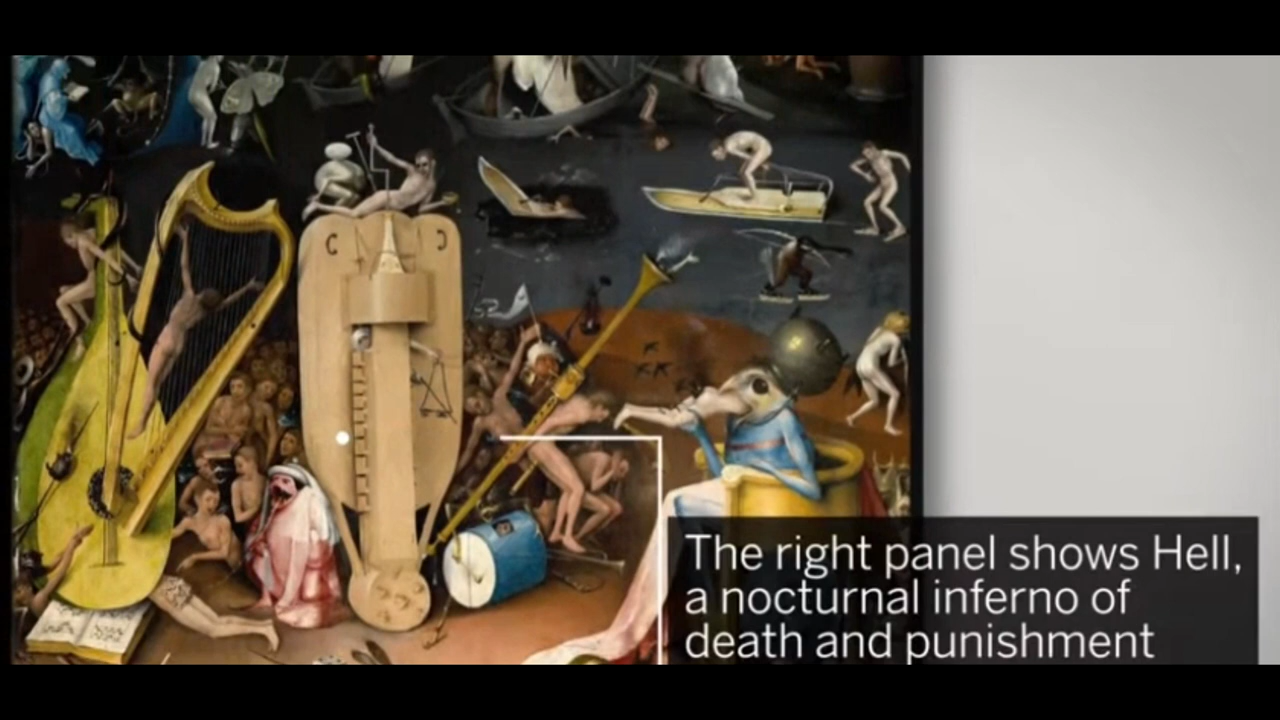 The right panel shows Hell,
a nocturnal inferno of
death and punishment